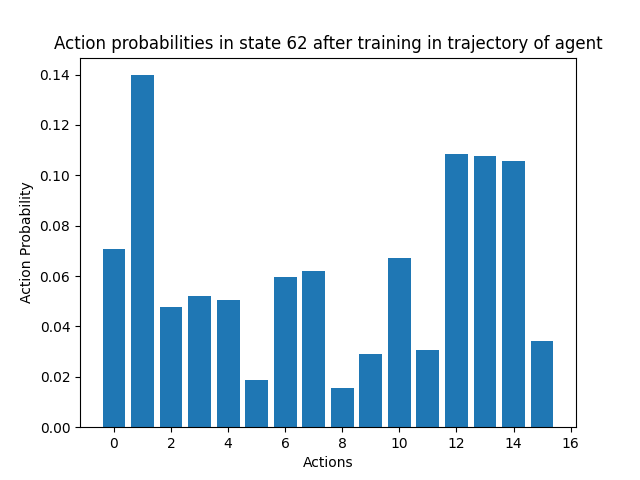 Action probabilities in state 62 after training in trajectory of agent
0.14
0.12
0.10
0.08
0.06
0.04
0.02
0.00
Action Probability
0 2 4 6 8 10 12 14 16
Actions